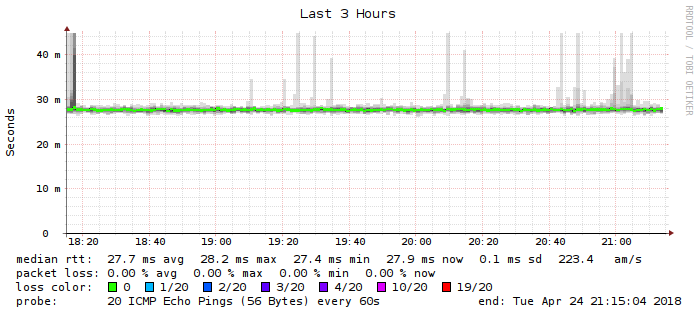 Last 3 Hours
RRDTOOL / TOBI OETIKER
Seconds
40 m
30 m
20 m
10 m
0
18:20 18:40 19:00 19:20 19:40 20:00 20:20 20:40 21:00
median rtt: 27.7 ms avg 28.2 ms max 27.4 ms min 27.9 ms now 0.1 ms sd 223.4 am/s
packet loss: 0.00 % avg 0.00 % max 0.00 % min 0.00 % now
loss color: 0 1/20 2/20 3/20 4/20 10/20 19/20
probe: 20 ICMP Echo Pings (56 Bytes) every 60s end: Tue Apr 24 21:15:04 2018